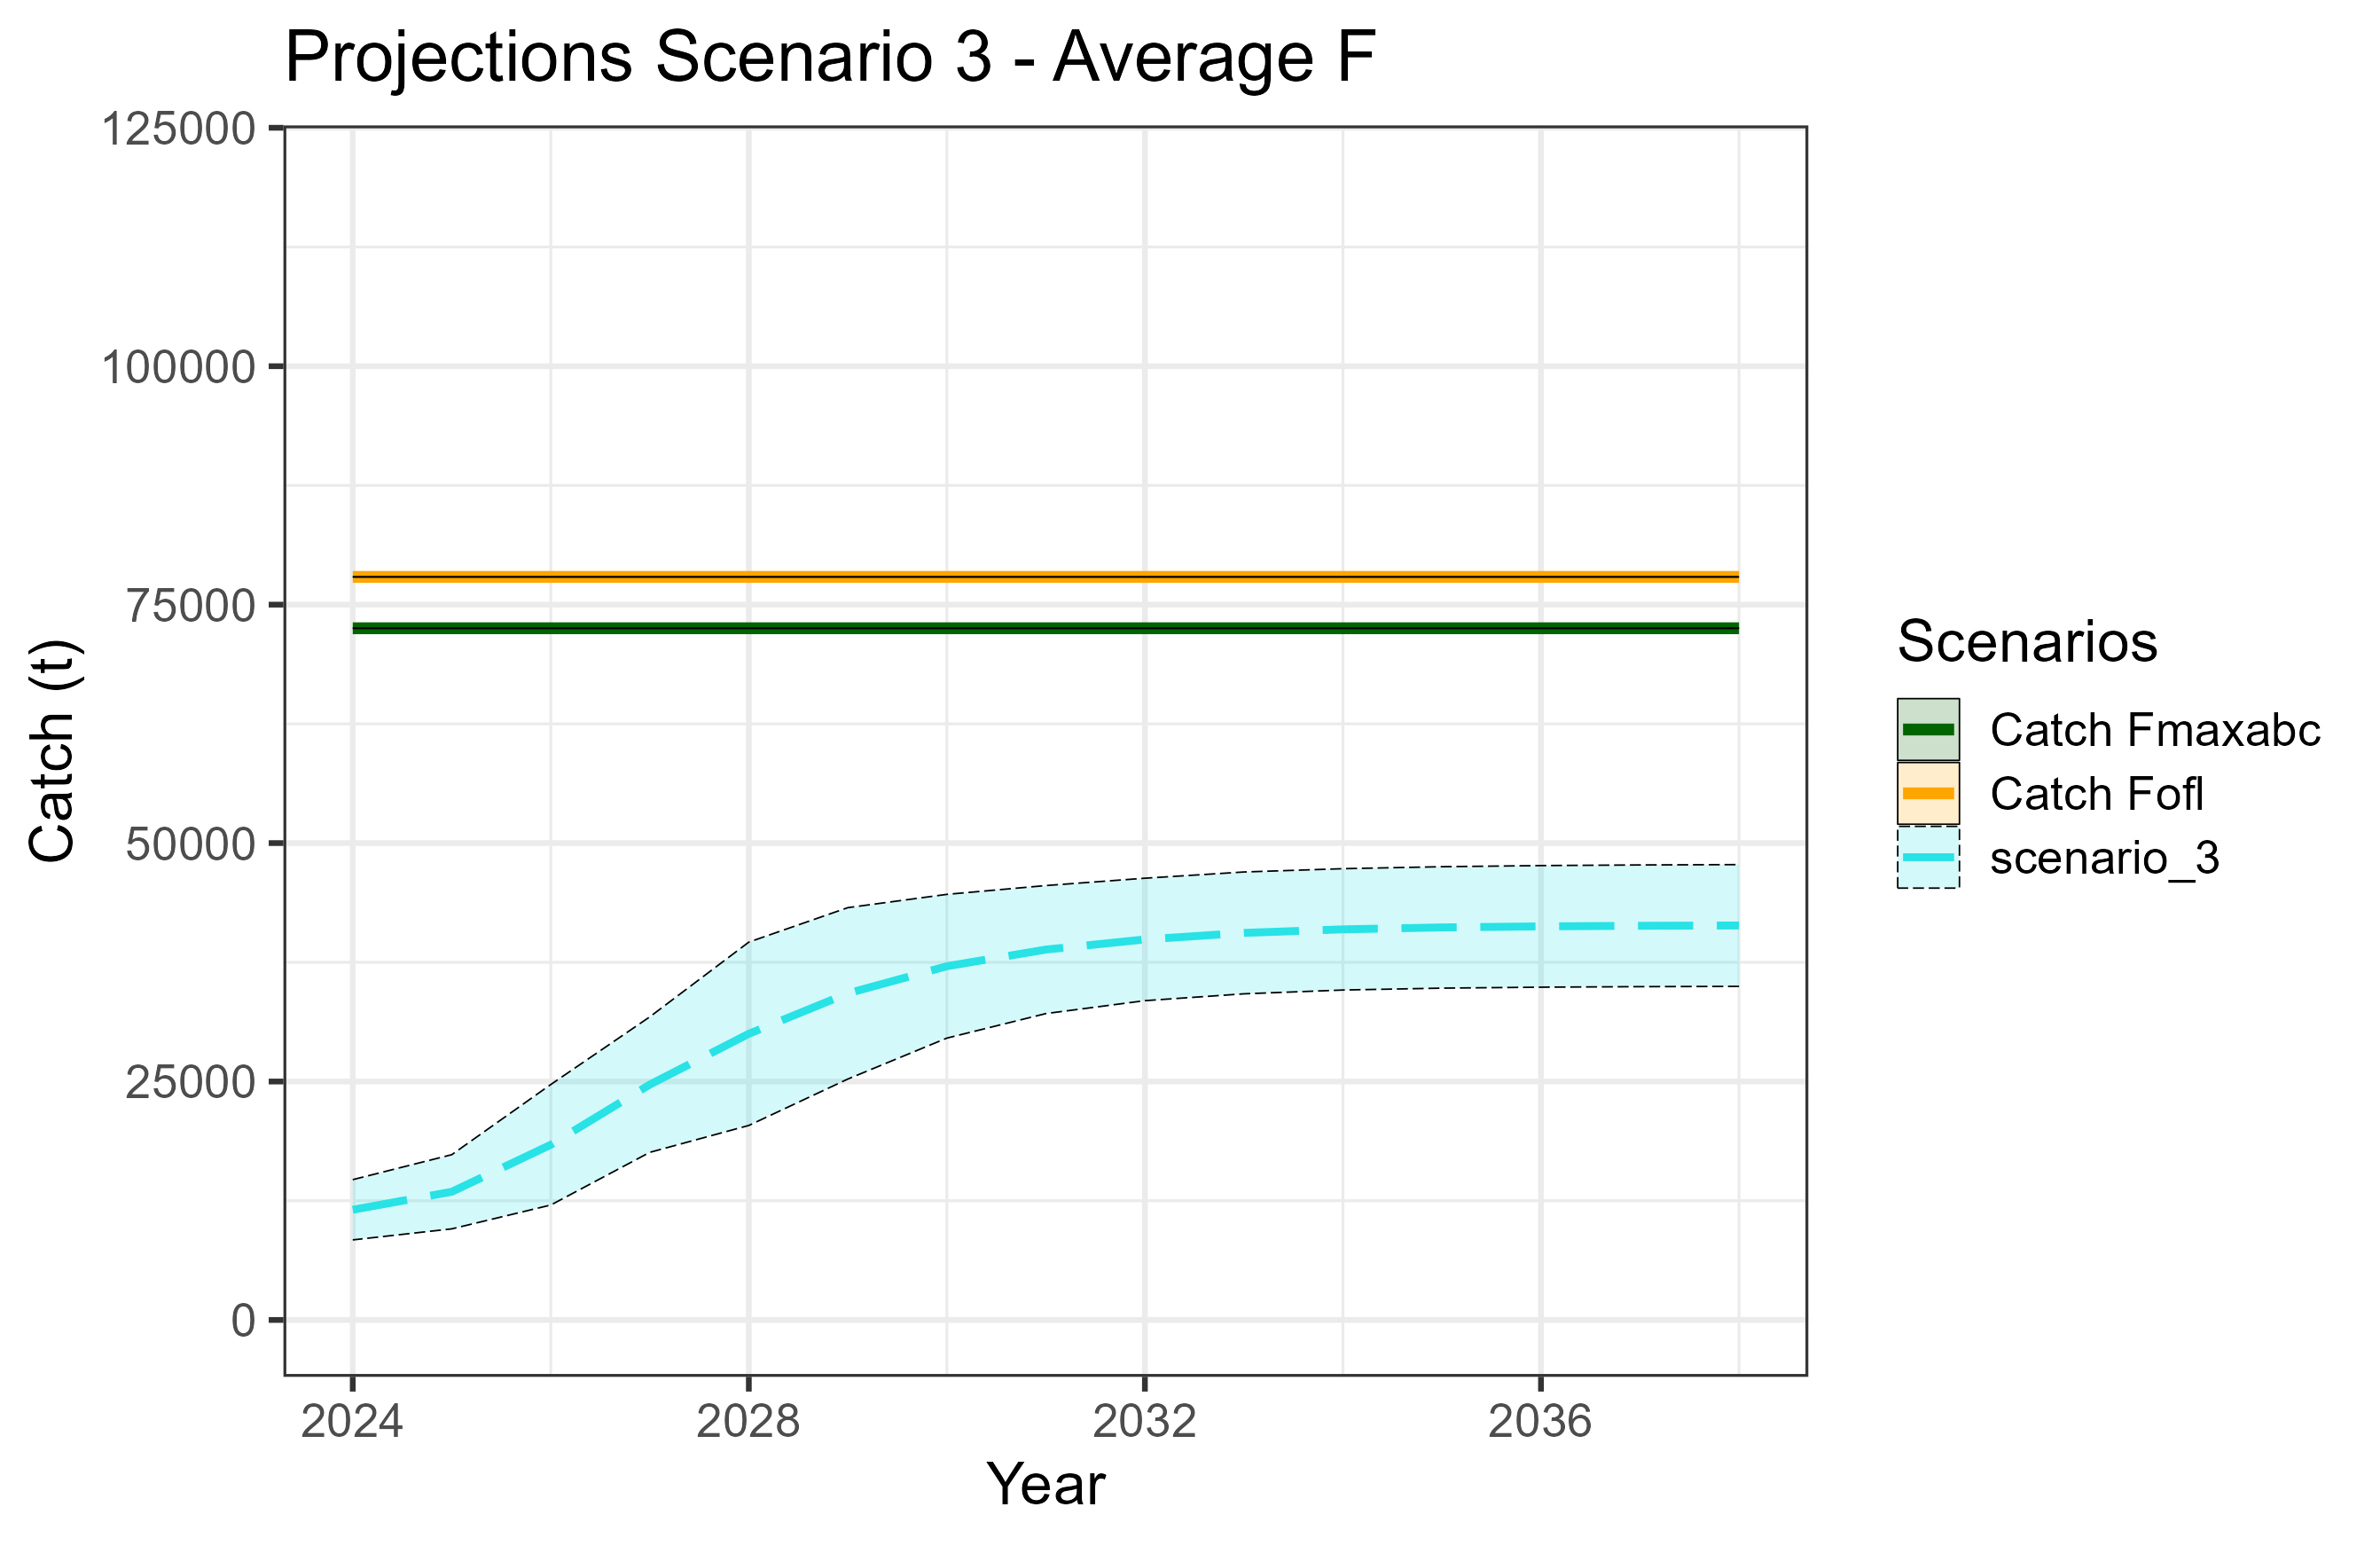 Projections Scenario 3 - Average F
125000
100000
75000
50000
25000
0
Catch (t)
2024
2028
2032
2036
Year
Scenarios
Catch Fmaxabc
Catch Fofl
scenario_3